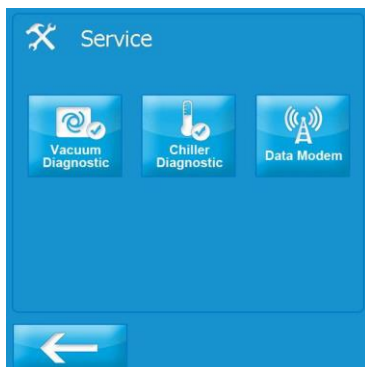 Service
Vacuum
Diagnostic
Chiller
Diagnostic
Data Modem